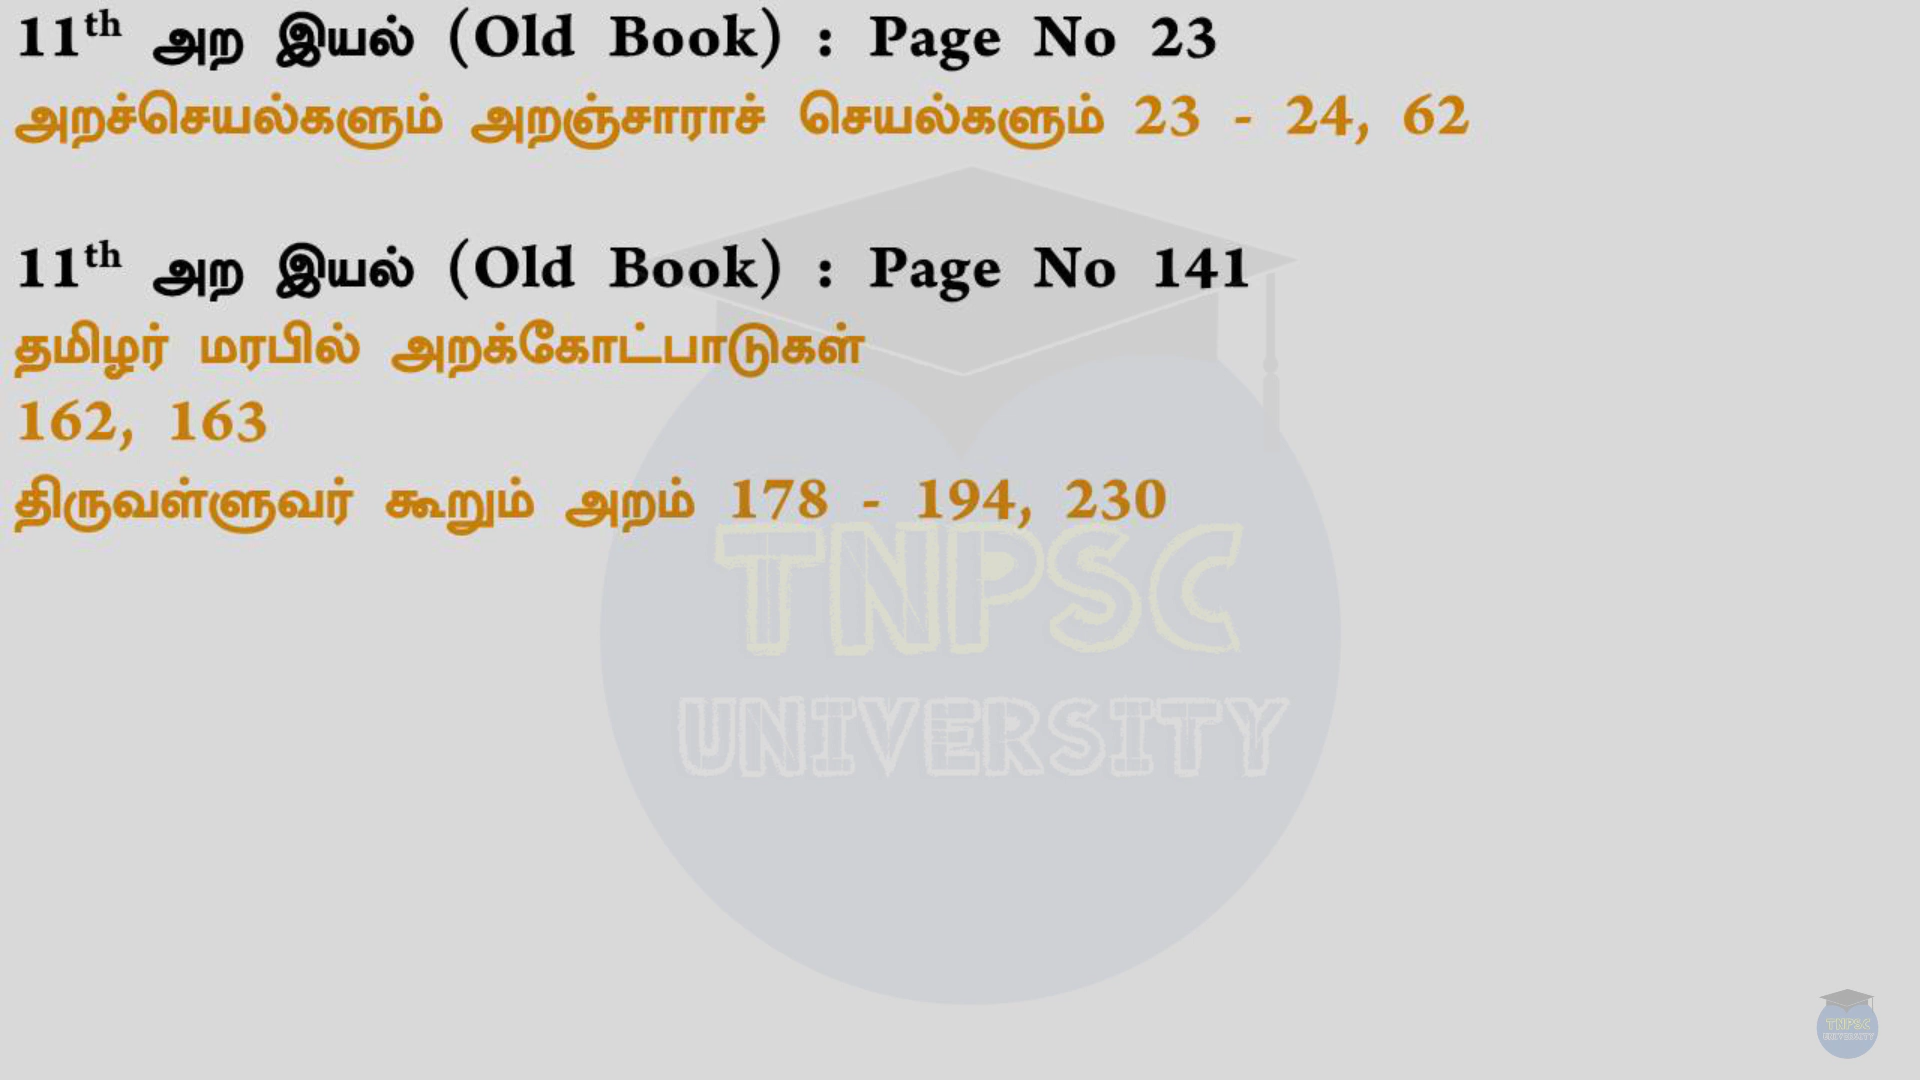 11th அற இயல் (Old Book) : Page No 23
அறச்செயல்களும் அறஞ்சாராச் செயல்களும் 23 - 24, 62
11th அற இயல் (Old Book) : Page No 141
தமிழர் மரபில் அறக்கோட்பாடுகள்
162, 163
திருவள்ளுவர் கூறும் அறம் 178 - 194, 230
TNPSC
UNIVERSITY
TNPSC
UNIVERSITY